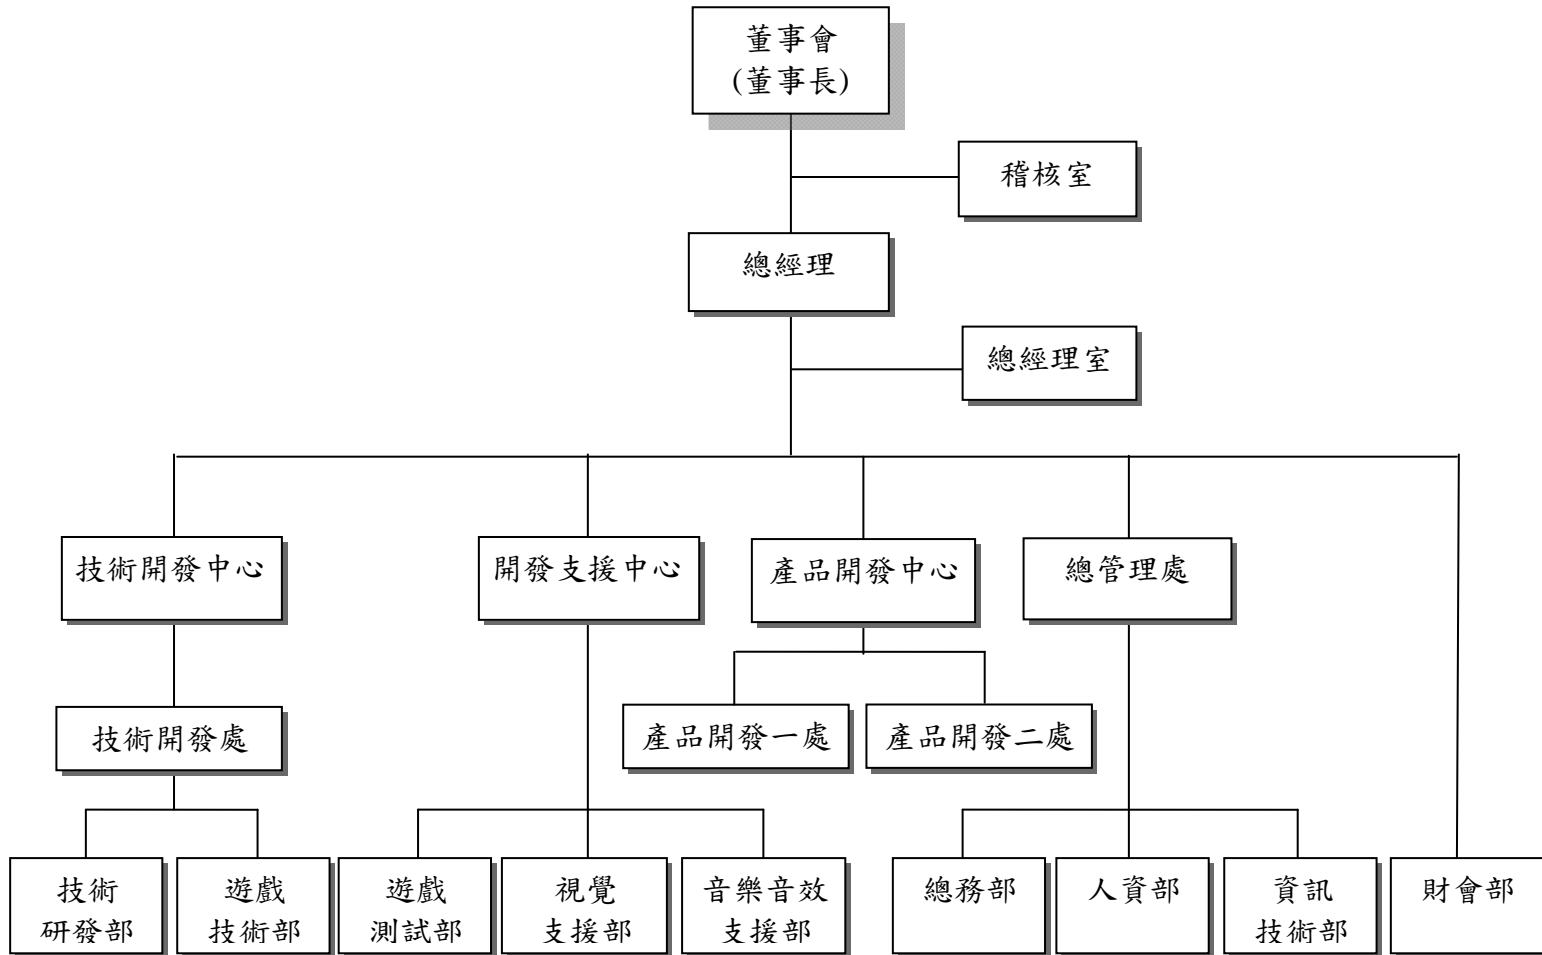 董事會
(董事長)
稽核室
總經理
總經理室
技術開發中心
開發支援中心
產品開發中心
總管理處
技術開發處
產品開發一處
產品開發二處
技術
研發部
遊戲
技術部
遊戲
測試部
視覺
支援部
音樂音效
支援部
總務部
人資部
資訊
技術部
財會部